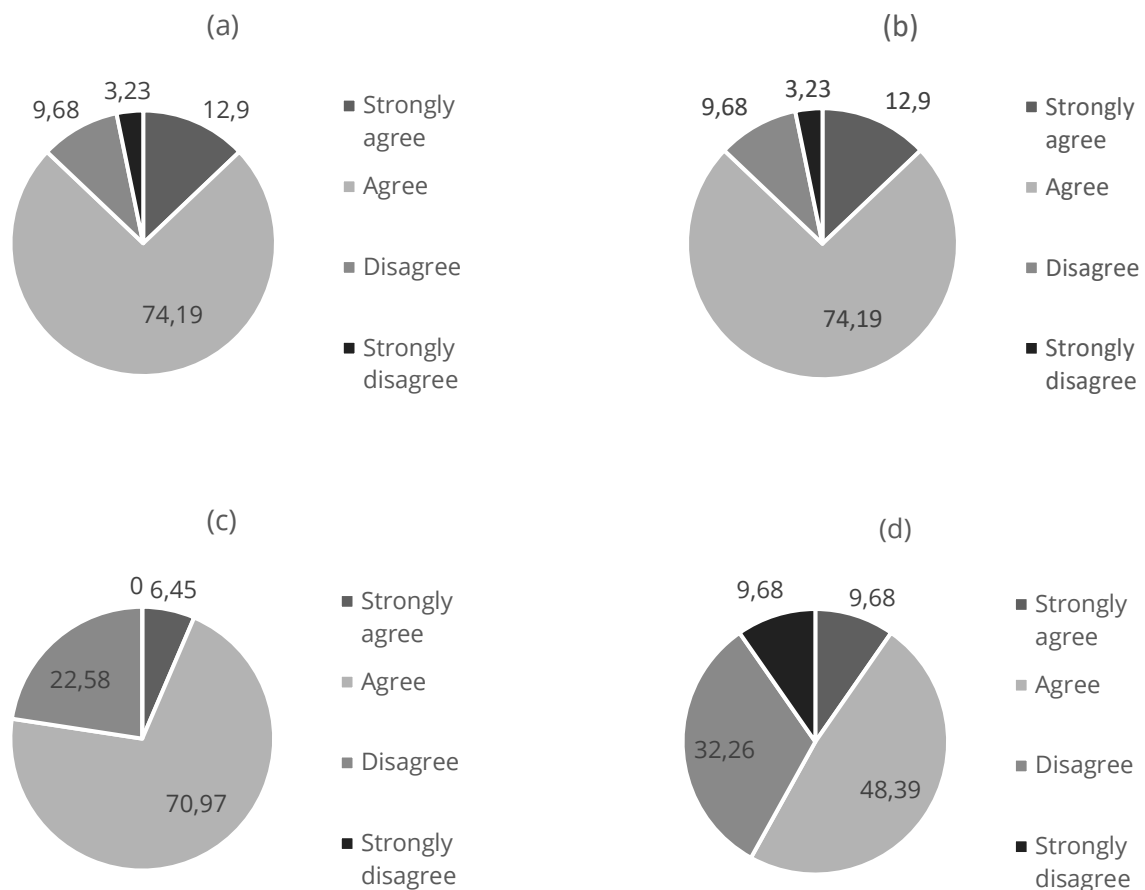 (a)
3,23
9,68
12,9
74,19
Strongly
agree
Agree
Disagree
Strongly
disagree
(b)
3,23
9,68
12,9
74,19
Strongly
agree
Agree
Disagree
Strongly
disagree
(c)
0
6,45
22,58
70,97
Strongly
agree
Agree
Disagree
Strongly
disagree
(d)
9,68
9,68
32,26
48,39
Strongly
agree
Agree
Disagree
Strongly
disagree